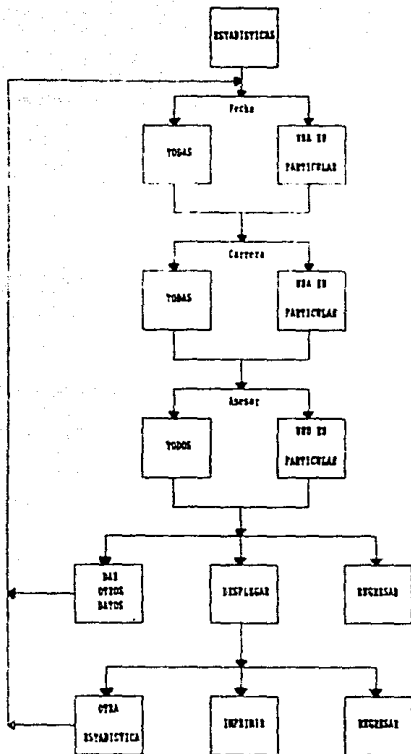 ESTADISTICAS
Fecha
TODAS
UNA EN
PARTICULAR
Carrera
TODAS
UNA EN
PARTICULAR
Asesor
TODOS
UNO EN
PARTICULAR
DAR
OTROS
DATOS
DESPLEGAR
REGRESAR
OTRA
ESTADISTICA
IMPRIMIR
REGRESAR